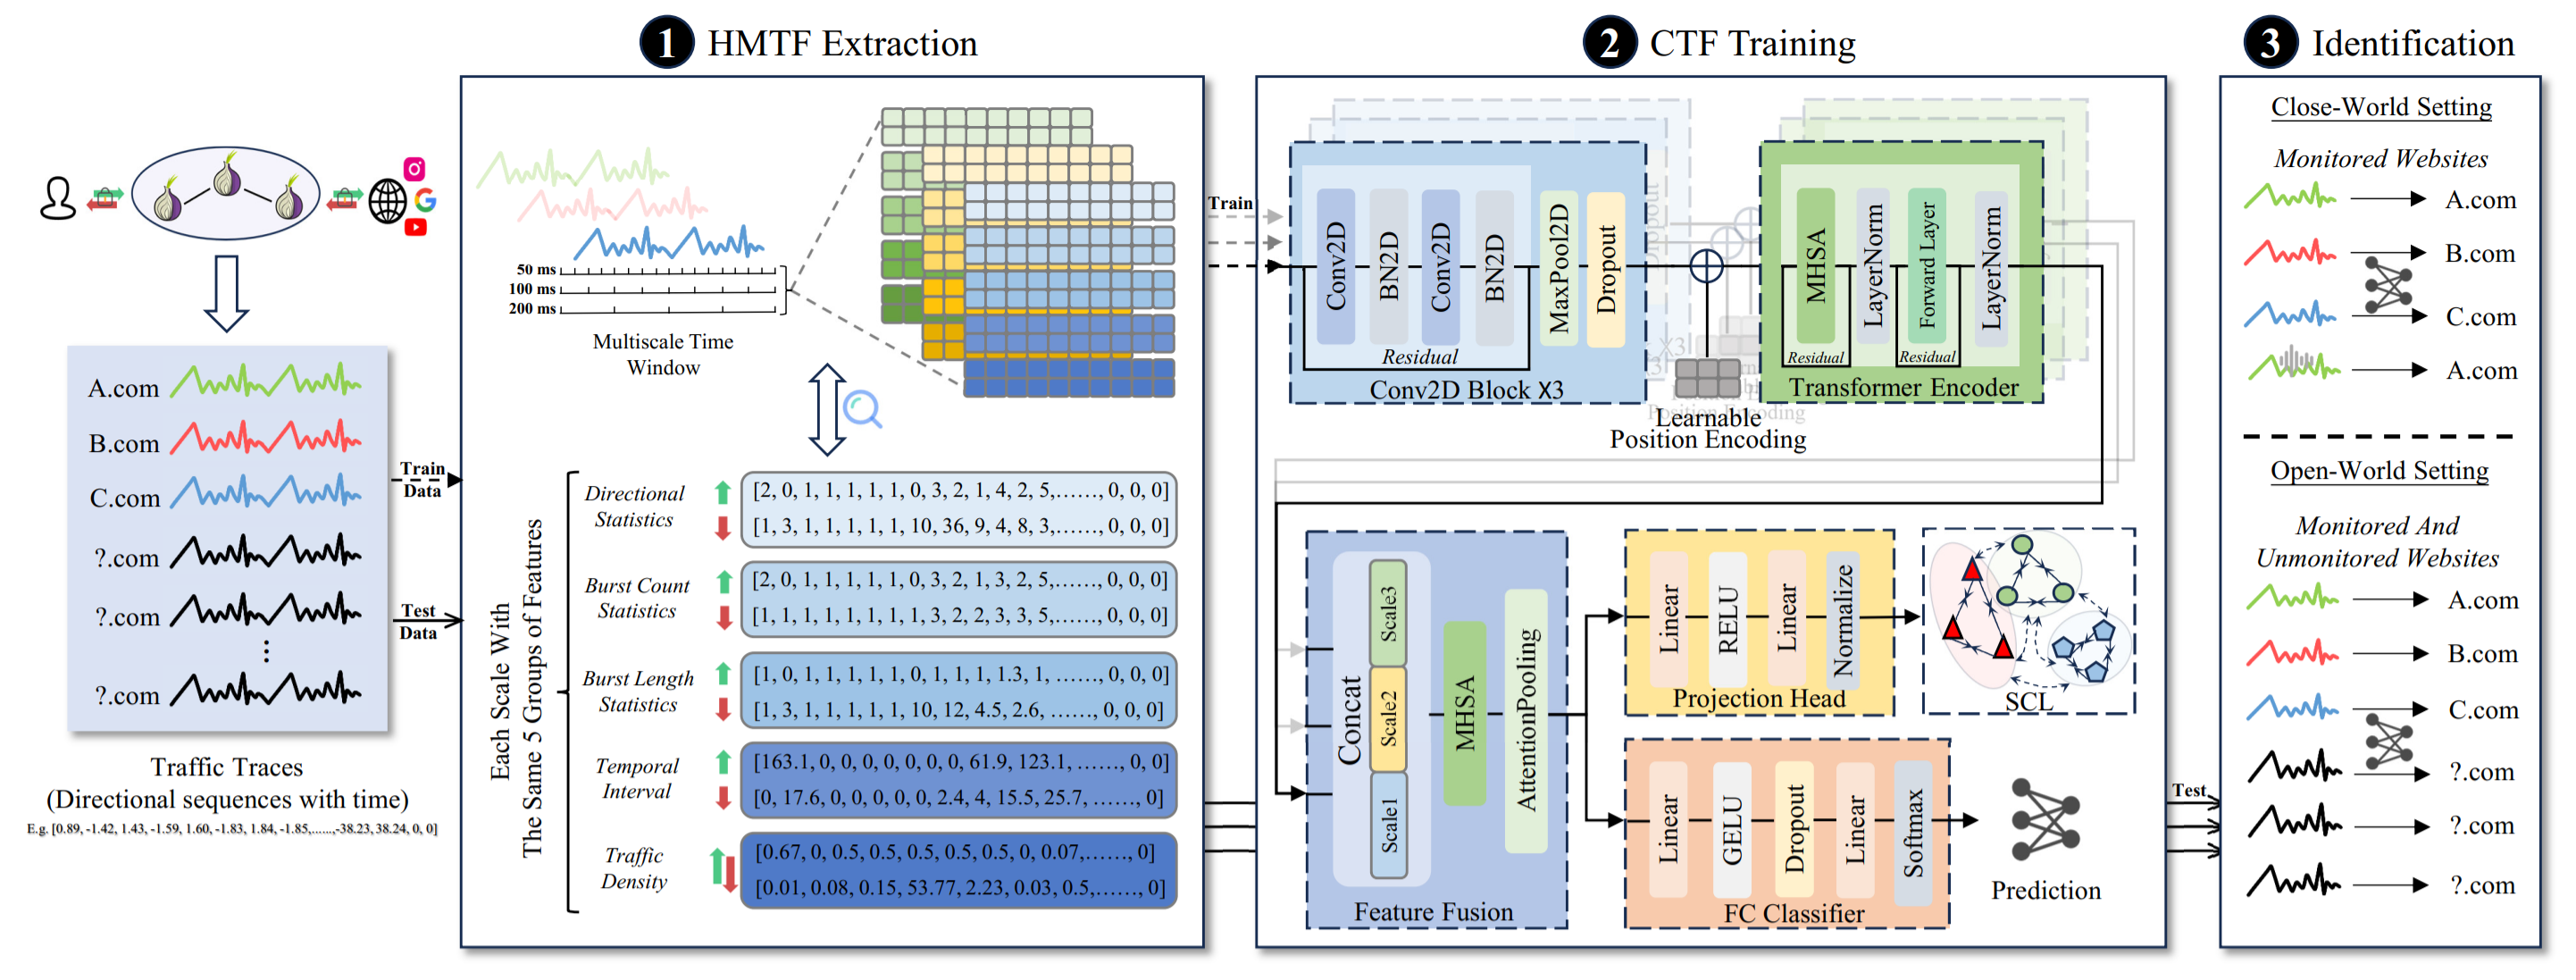 1 HMTF Extraction
2 CTF Training
3 Identification
A.com
B.com
C.com
?.com
?.com
⋮
?.com
Traffic Traces
(Directional sequences with time)
E.g. [0.89, -1.42, 1.43, -1.59, 1.60, -1.83, 1.84, -1.85,......,-38.23, 38.24, 0, 0]
Train
Data
Test
Data
50 ms
100 ms
200 ms
Multiscale Time
Window
Each Scale With
The Same 5 Groups of Features
Directional
Statistics
[2, 0, 1, 1, 1, 1, 1, 0, 3, 2, 1, 4, 2, 5,......, 0, 0, 0]
[1, 3, 1, 1, 1, 1, 1, 10, 36, 9, 4, 8, 3,......, 0, 0, 0]
Burst Count
Statistics
[2, 0, 1, 1, 1, 1, 1, 0, 3, 2, 1, 3, 2, 5,......, 0, 0, 0]
[1, 1, 1, 1, 1, 1, 1, 1, 3, 2, 2, 3, 3, 5,......, 0, 0, 0]
Burst Length
Statistics
[1, 0, 1, 1, 1, 1, 1, 0, 1, 1, 1, 1.3, 1, ......, 0, 0, 0]
[1, 3, 1, 1, 1, 1, 1, 10, 12, 4.5, 2.6, ......, 0, 0, 0]
Temporal
Interval
[163.1, 0, 0, 0, 0, 0, 0, 0, 61.9, 123.1, ......, 0, 0]
[0, 17.6, 0, 0, 0, 0, 0, 2.4, 4, 15.5, 25.7, ......, 0]
Traffic
Density
[0.67, 0, 0.5, 0.5, 0.5, 0.5, 0.5, 0, 0.07,......, 0]
[0.01, 0.08, 0.15, 53.77, 2.23, 0.03, 0.5,......, 0]
Train
Conv2D
BN2D
Conv2D
BN2D
MaxPool2D
Dropout
Residual
Conv2D Block X3
Learnable
Position Encoding
Position Encoding
MHSA
LayerNorm
Forward Layer
LayerNorm
Residual
Residual
Transformer Encoder
Concat
Scale3
Scale2
Scale1
MHSA
AttentionPooling
Feature Fusion
Linear
RELU
Linear
Normalize
Projection Head
SCL
Linear
GELU
Dropout
Linear
Softmax
FC Classifier
Prediction
Test
Close-World Setting
Monitored Websites
A.com
B.com
C.com
A.com
Open-World Setting
Monitored And
Unmonitored Websites
A.com
B.com
C.com
?.com
?.com
?.com